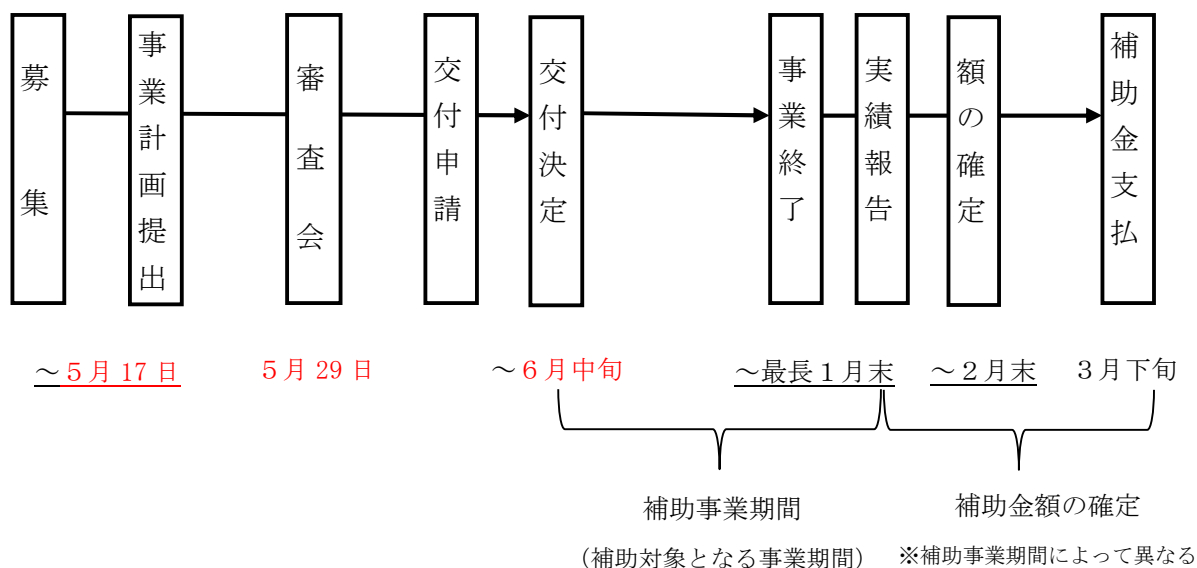 募集
事業計画提出
審査会
交付申請
交付決定
事業終了
実績報告
額の確定
補助金支払
～５月 17 日
５月 29 日
～６月中旬
～最長１月末
～２月末
３月下旬
補助事業期間
（補助対象となる事業期間）
補助金額の確定
※補助事業期間によって異なる